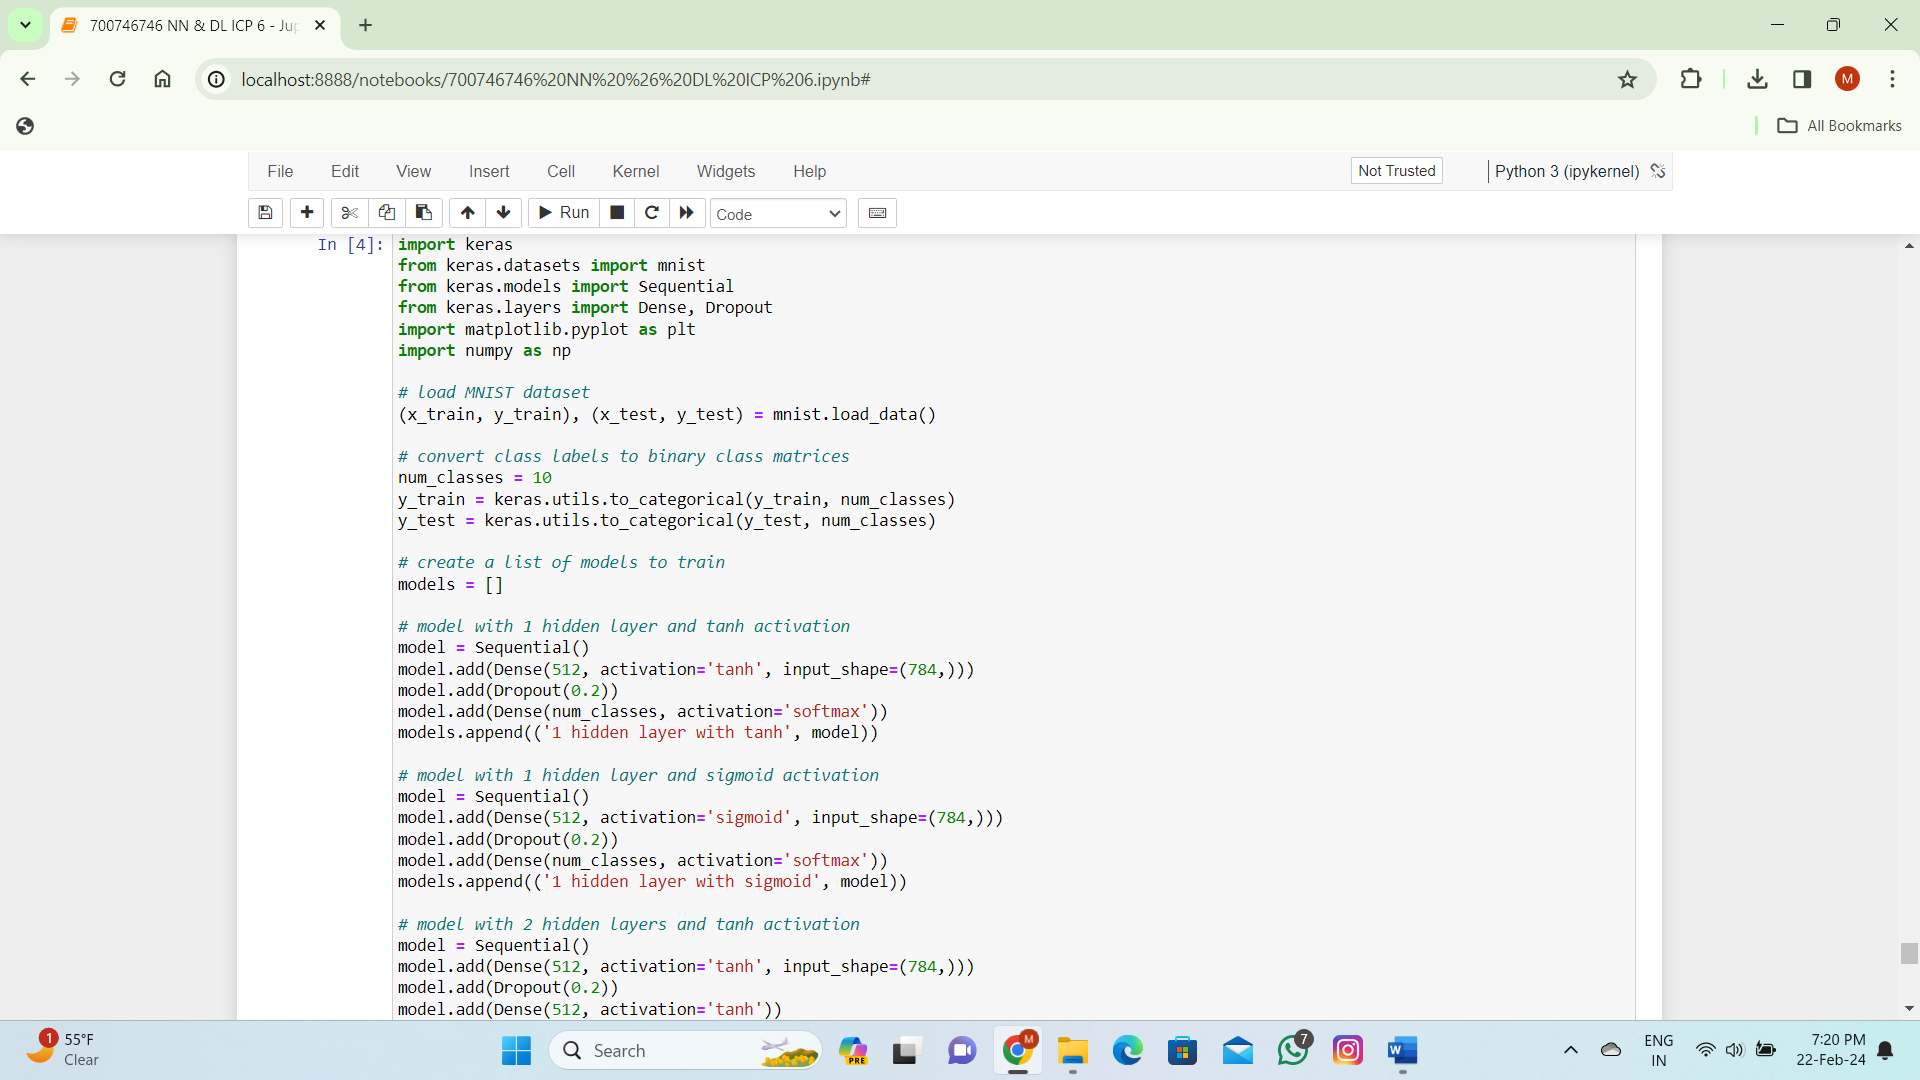 700746746 NN & DL ICP 6 - Jup
localhost:8888/notebooks/700746746%20NN%20%26%20DL%20ICP%206.ipynb#
M
All Bookmarks
File Edit View Insert Cell Kernel Widgets Help Not Trusted Python 3 (ipykernel)
Run Code
In [4]: import keras
from keras.datasets import mnist
from keras.models import Sequential
from keras.layers import Dense, Dropout
import matplotlib.pyplot as plt
import numpy as np
# load MNIST dataset
(x_train, y_train), (x_test, y_test) = mnist.load_data()
# convert class labels to binary class matrices
num_classes = 10
y_train = keras.utils.to_categorical(y_train, num_classes)
y_test = keras.utils.to_categorical(y_test, num_classes)
# create a list of models to train
models = []
# model with 1 hidden layer and tanh activation
model = Sequential()
model.add(Dense(512, activation='tanh', input_shape=(784,)))
model.add(Dropout(0.2))
model.add(Dense(num_classes, activation='softmax'))
models.append(('1 hidden layer with tanh', model))
# model with 1 hidden layer and sigmoid activation
model = Sequential()
model.add(Dense(512, activation='sigmoid', input_shape=(784,)))
model.add(Dropout(0.2))
model.add(Dense(num_classes, activation='softmax'))
models.append(('1 hidden layer with sigmoid', model))
# model with 2 hidden layers and tanh activation
model = Sequential()
model.add(Dense(512, activation='tanh', input_shape=(784,)))
model.add(Dropout(0.2))
model.add(Dense(512, activation='tanh'))
1 55°F
Clear
Search
PRE
M
7
W
ENG
IN
7:20 PM
22-Feb-24